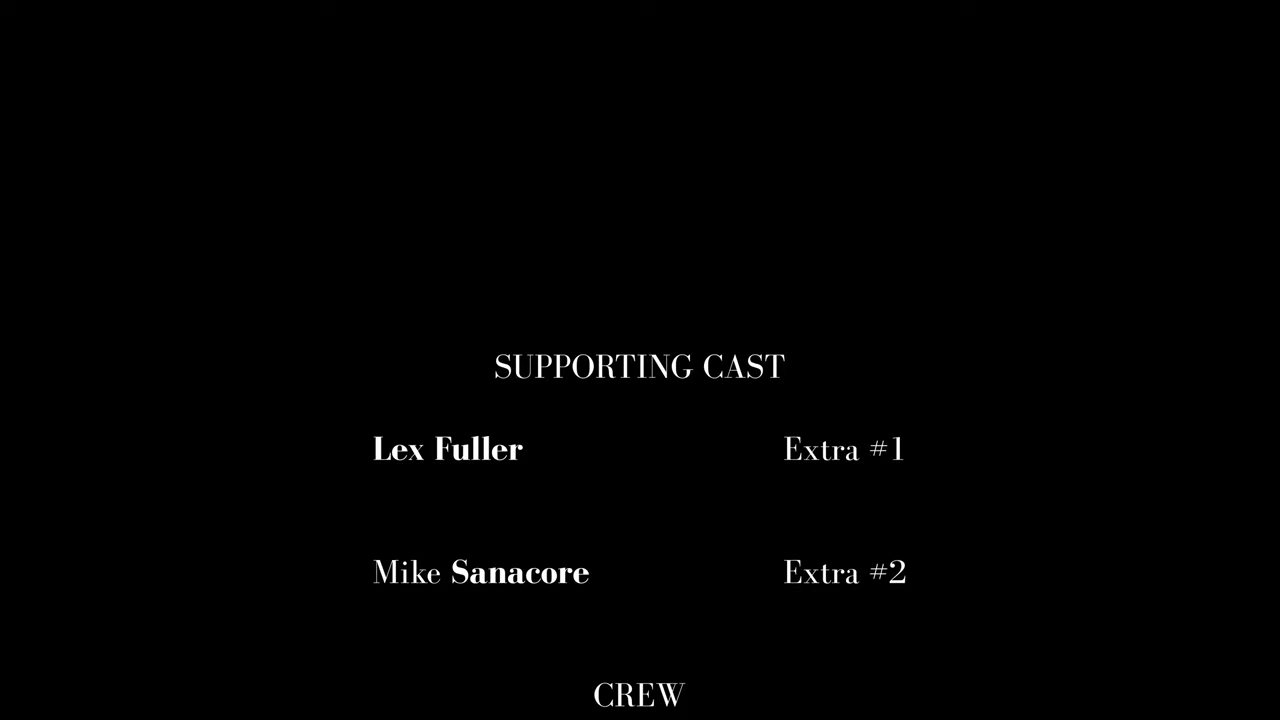 SUPPORTING CAST
Lex Fuller Extra #1
Mike Sanacore Extra #2
CREW